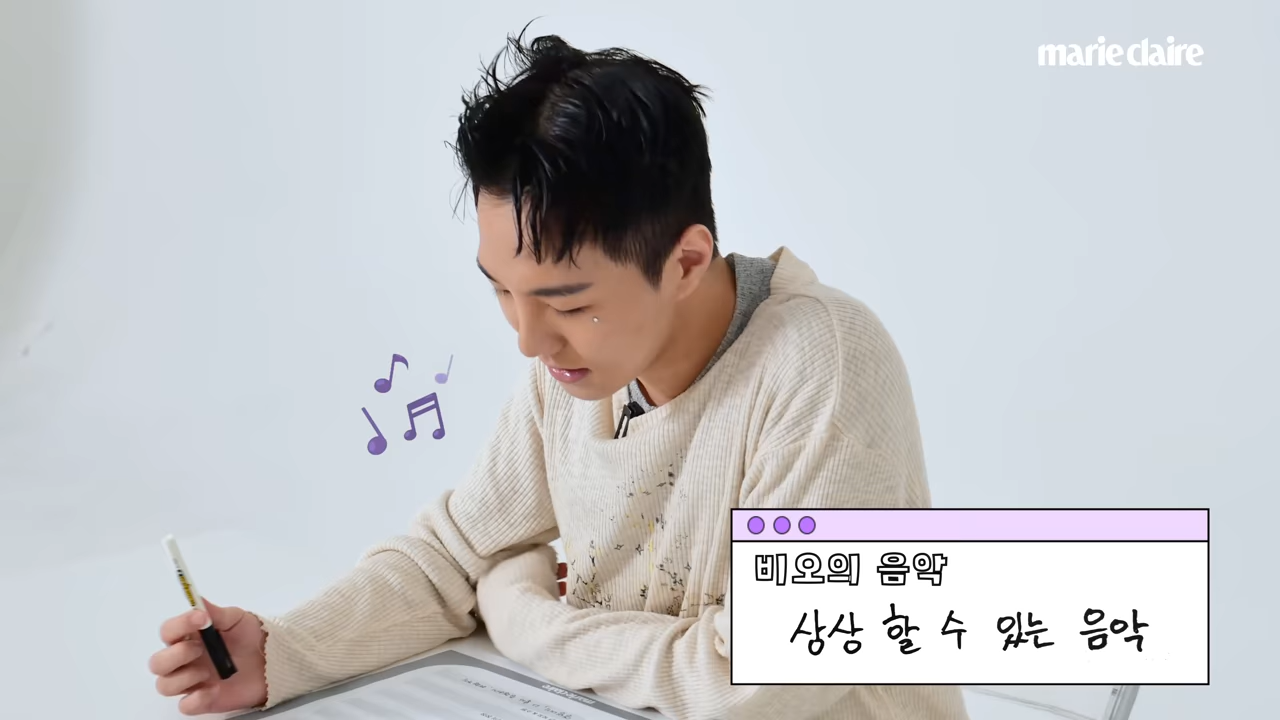 marie claire
비오의 음악
상상 할 수 있는 음악